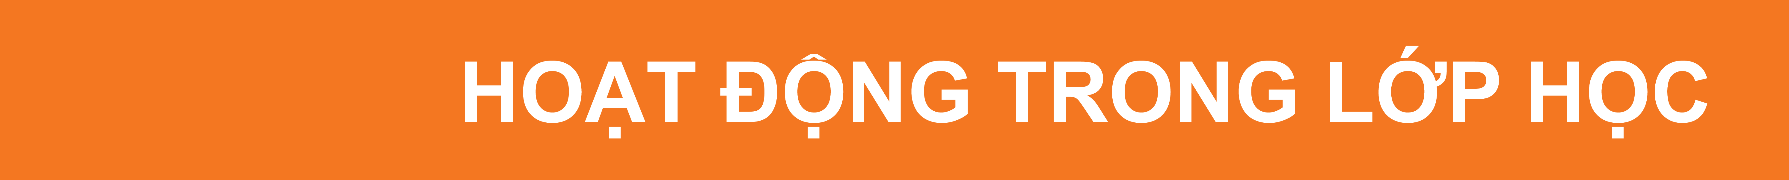 HOẠT ĐỘNG TRONG LỚP HỌC